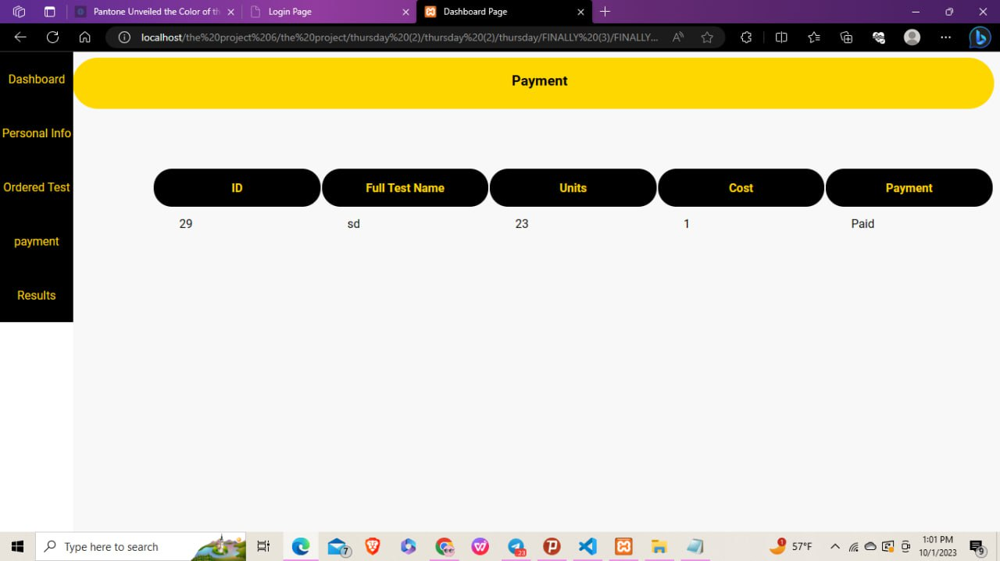 Pantone Unveiled the Color of th
Login Page
Dashboard Page
localhost/the%20project%206/the%20project/thursday%20(2)/thursday%20(2)/thursday/FINALLY%20(3)/FINALLY...
Dashboard
Personal Info
Ordered Test
payment
Results
Payment
ID Full Test Name Units Cost Payment
29 sd 23 1 Paid
Type here to search
7
23
1
57°F
1:01 PM
10/1/2023
9